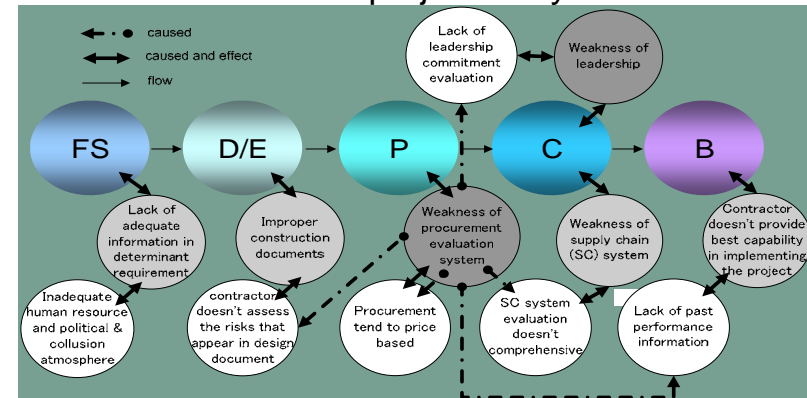 caused
caused and effect
flow
Lack of
leadership
commitment
evaluation
Weakness of
leadership
FS
D/E
P
C
B
Lack of
adequate
information in
determinant
requirement
Improper
construction
documents
Weakness of
procurement
evaluation
system
Weakness of
supply chain
(SC) system
Contractor
doesn't provide
best capability
in implementing
the project
Inadequate
human resource
and political &
collusion
atmosphere
contractor
doesn't assess
the risks that
appear in design
document
Procurement
tend to price
based
SC system
evaluation
doesn't
comprehensive
Lack of past
performance
information